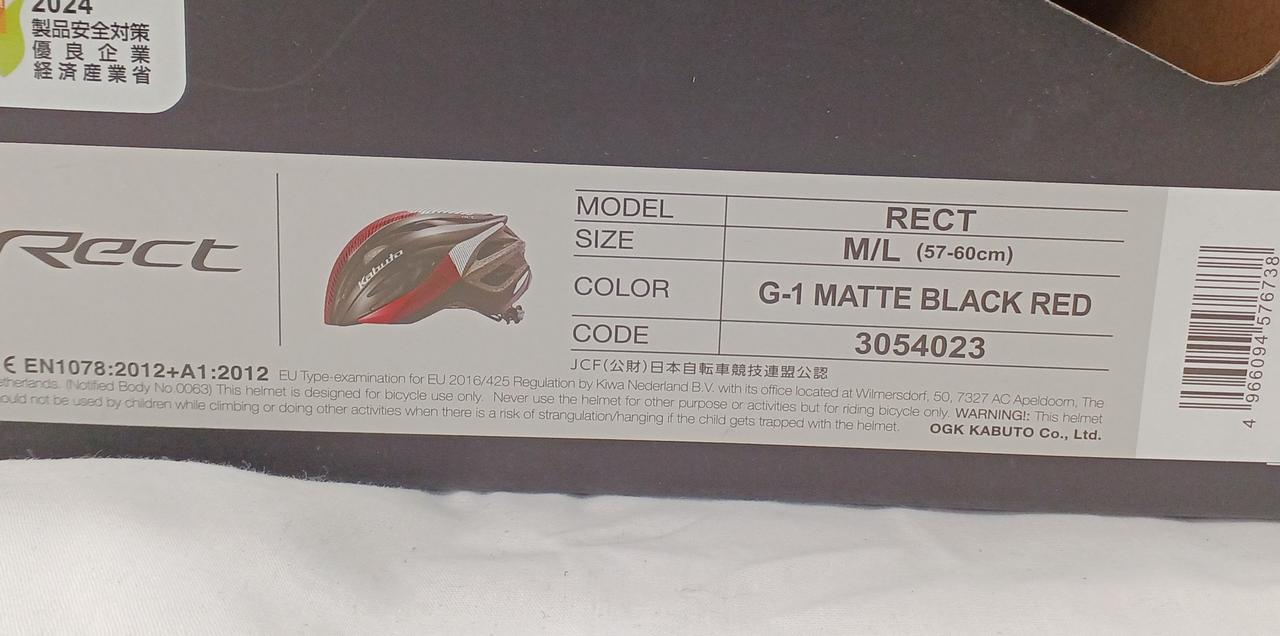 2024
製品安全対策
優良企業
経済産業省
Rect
Kabuto
MODEL RECT
SIZE M/L (57-60cm)
COLOR G-1 MATTE BLACK RED
CODE 3054023
JCF(公財)日本自転車競技連盟公認
CE EN1078:2012+A1:2012 EU Type-examination for EU 2016/425 Regulation by Kiwa Nederland B.V. with its office located at Wilmersdorf, 50, 7327 AC Apeldoorn, The
etherlands. (Notified Body No.0063) This helmet is designed for bicycle use only. Never use the helmet for other purpose or activities but for riding bicycle only. WARNING!: This helmet
ould not be used by children while climbing or doing other activities when there is a risk of strangulation/hanging if the child gets trapped with the helmet. OGK KABUTO Co., Ltd.
4 966094 576738